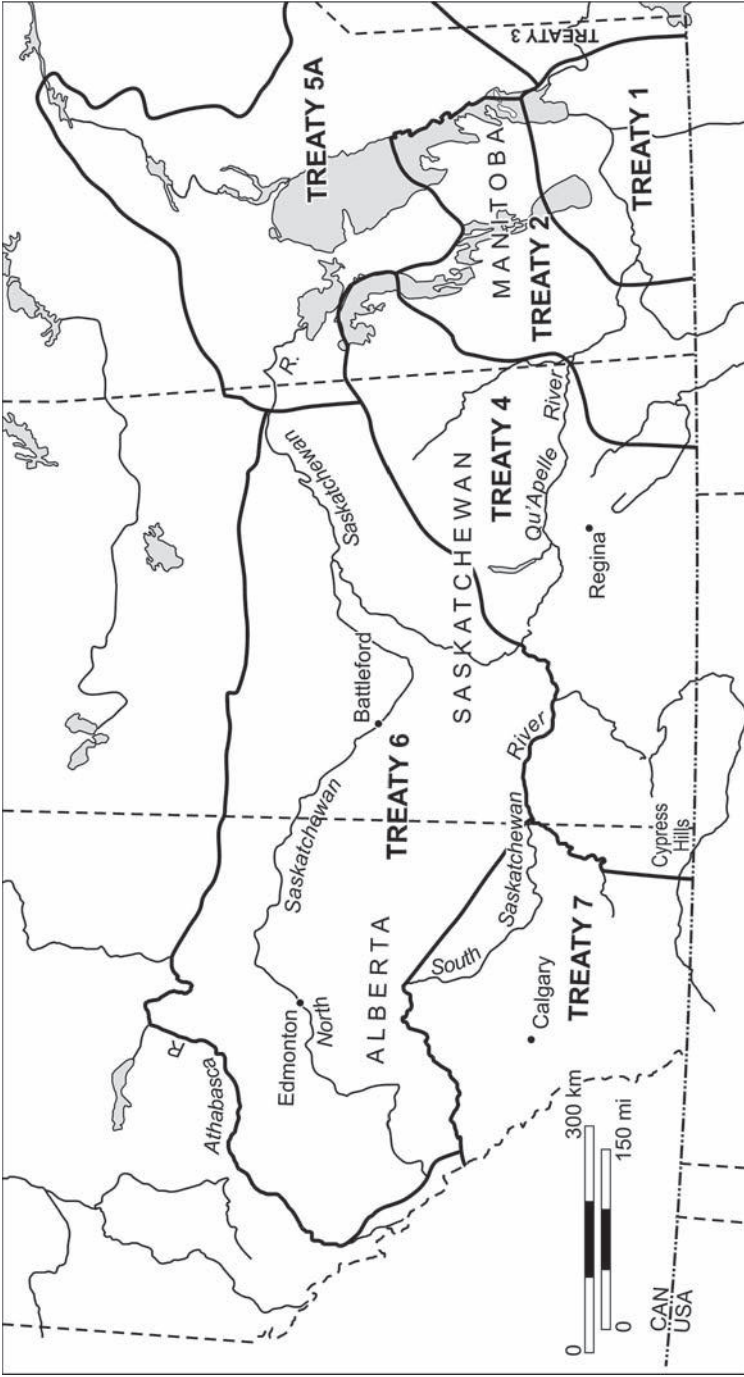 TREATY 5A
TREATY 3
TREATY 1
TREATY 2
MANITOBA
TREATY 4
Qu'Apelle River
Regina
SASKATCHEWAN
Saskatchewan R.
Battleford
TREATY 6
Saskatchewan
North
Edmonton
ALBERTA
Athabasca R.
South Saskatchewan River
Calgary
TREATY 7
Cypress
Hills
0 300 km
0 150 mi
CAN
USA